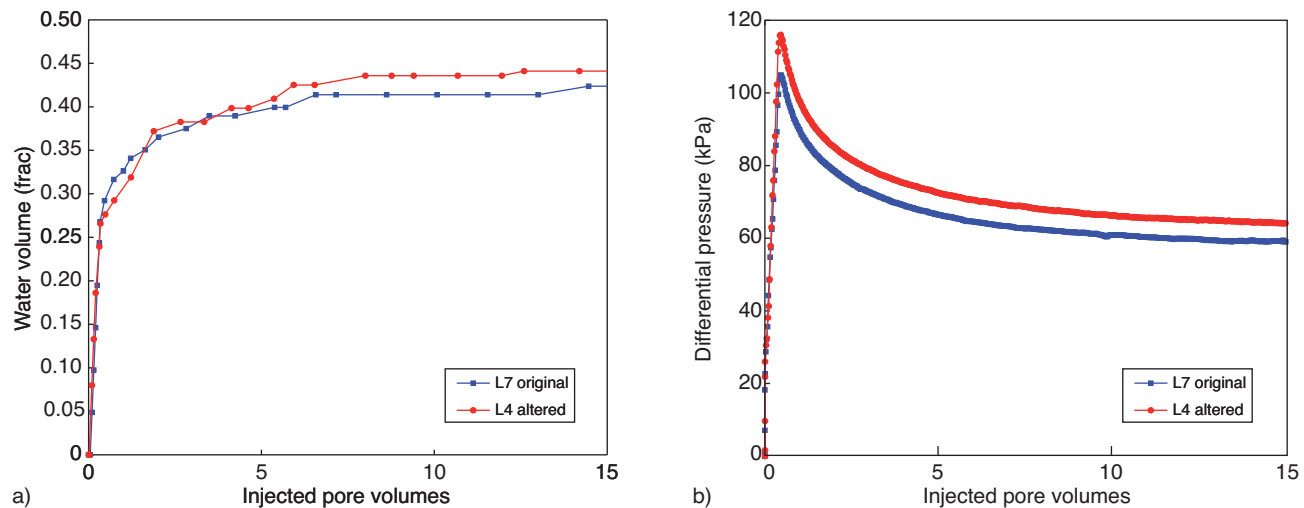 0.50
0.45
0.40
0.35
0.30
0.25
0.20
0.15
0.10
0.05
0
Water volume (frac)
0
5
10
15
Injected pore volumes
L7 original
L4 altered
a)
120
100
80
60
40
20
0
Differential pressure (kPa)
0
5
10
15
Injected pore volumes
L7 original
L4 altered
b)